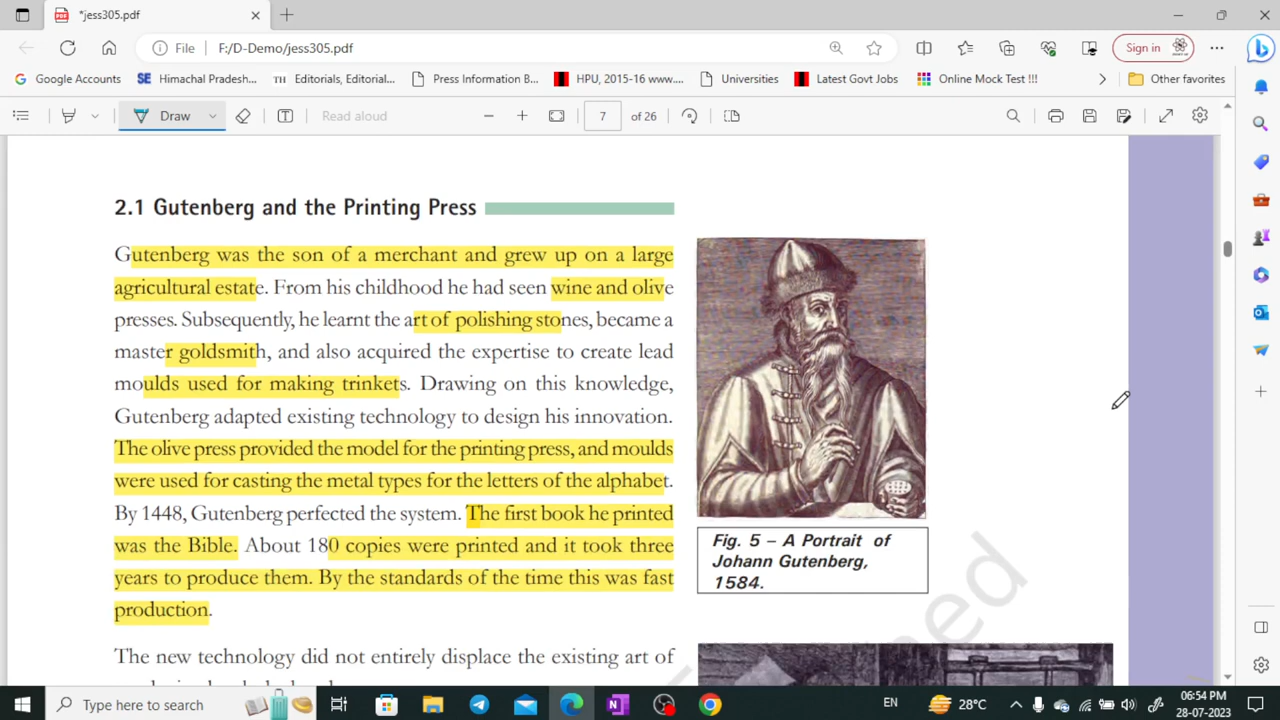 *jess305.pdf
File F:/D-Demo/jess305.pdf
Sign in
Google Accounts
SE Himachal Pradesh...
TH Editorials, Editorial...
Press Information B...
HPU, 2015-16 www....
Universities
Latest Govt Jobs
Online Mock Test !!!
Other favorites
Draw
Read aloud
7 of 26
2.1 Gutenberg and the Printing Press
Gutenberg was the son of a merchant and grew up on a large
agricultural estate. From his childhood he had seen wine and olive
presses. Subsequently, he learnt the art of polishing stones, became a
master goldsmith, and also acquired the expertise to create lead
moulds used for making trinkets. Drawing on this knowledge,
Gutenberg adapted existing technology to design his innovation.
The olive press provided the model for the printing press, and moulds
were used for casting the metal types for the letters of the alphabet.
By 1448, Gutenberg perfected the system. The first book he printed
was the Bible. About 180 copies were printed and it took three
years to produce them. By the standards of the time this was fast
production.
The new technology did not entirely displace the existing art of
Fig. 5 – A Portrait of
Johann Gutenberg,
1584.
Type here to search
EN
28°C
06:54 PM
28-07-2023